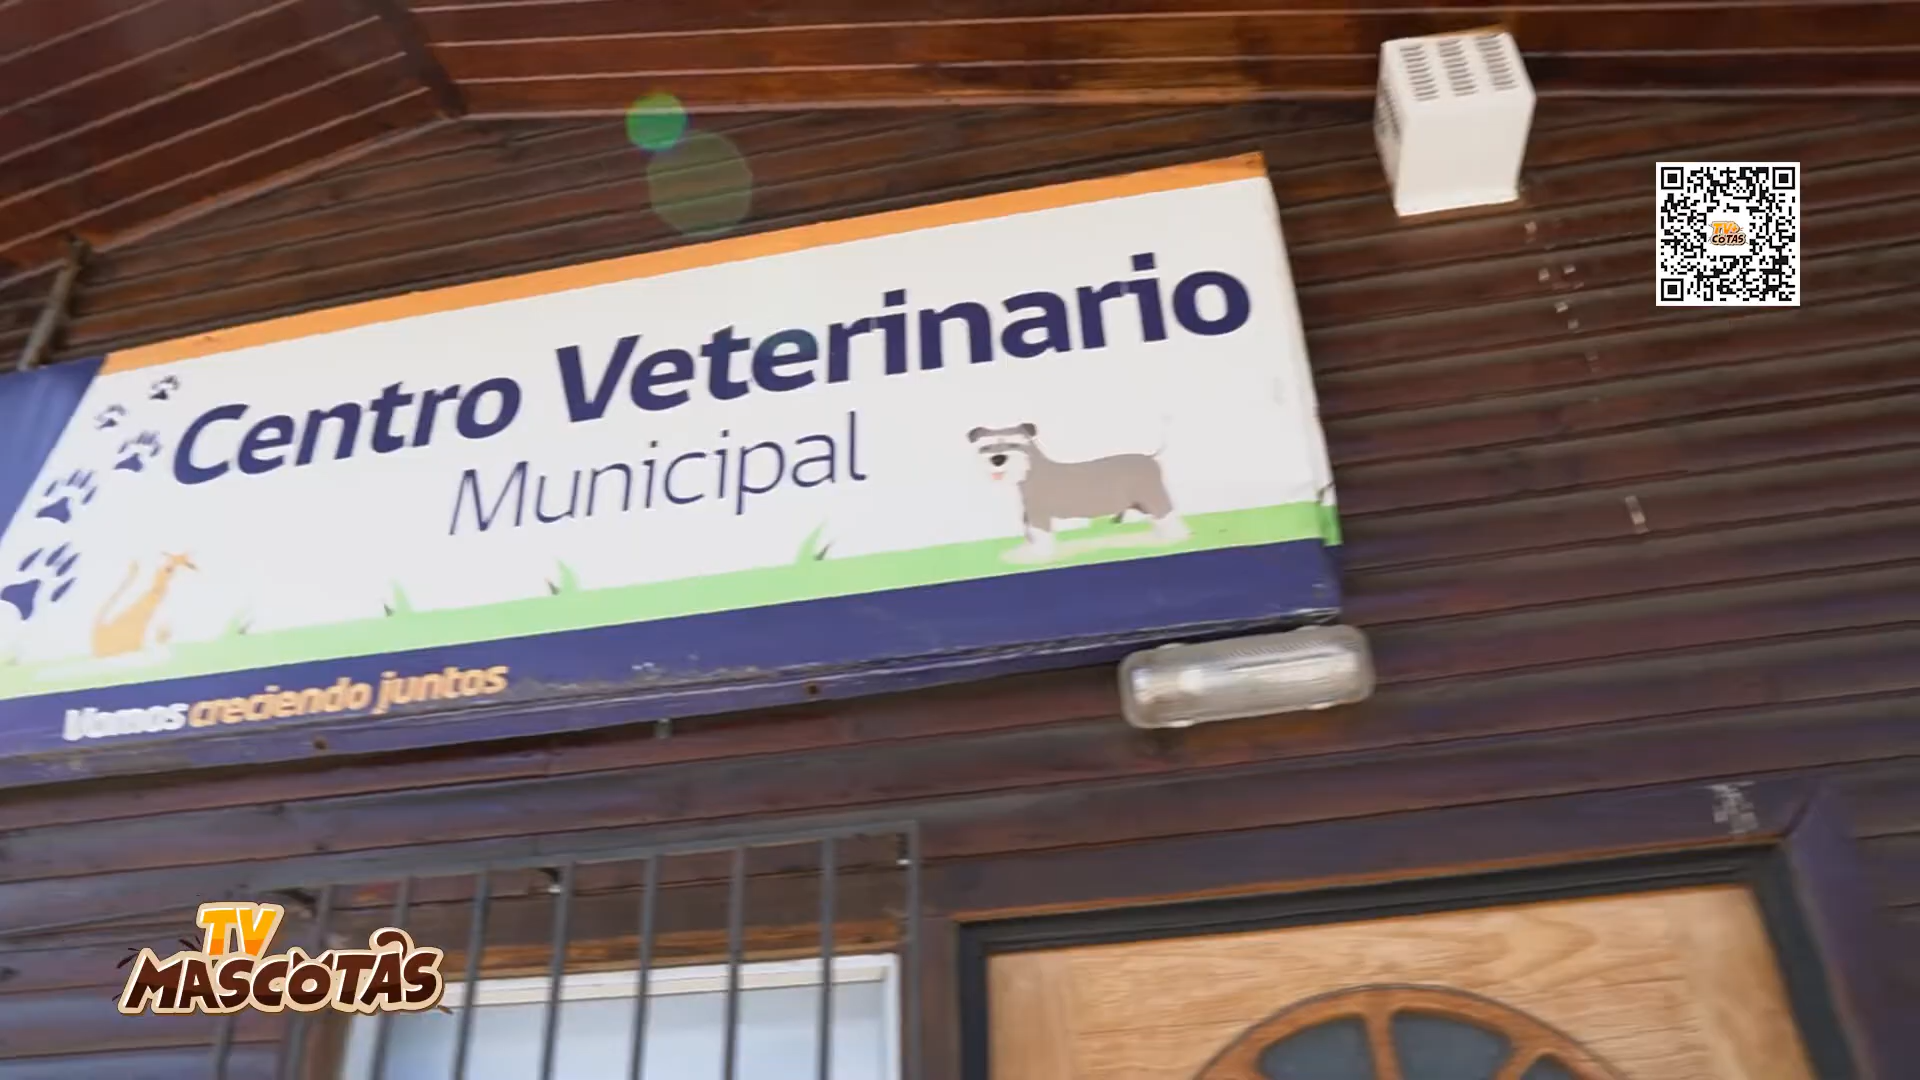 Centro Veterinario
Municipal
Vamos creciendo juntos
TV
MASCOTAS